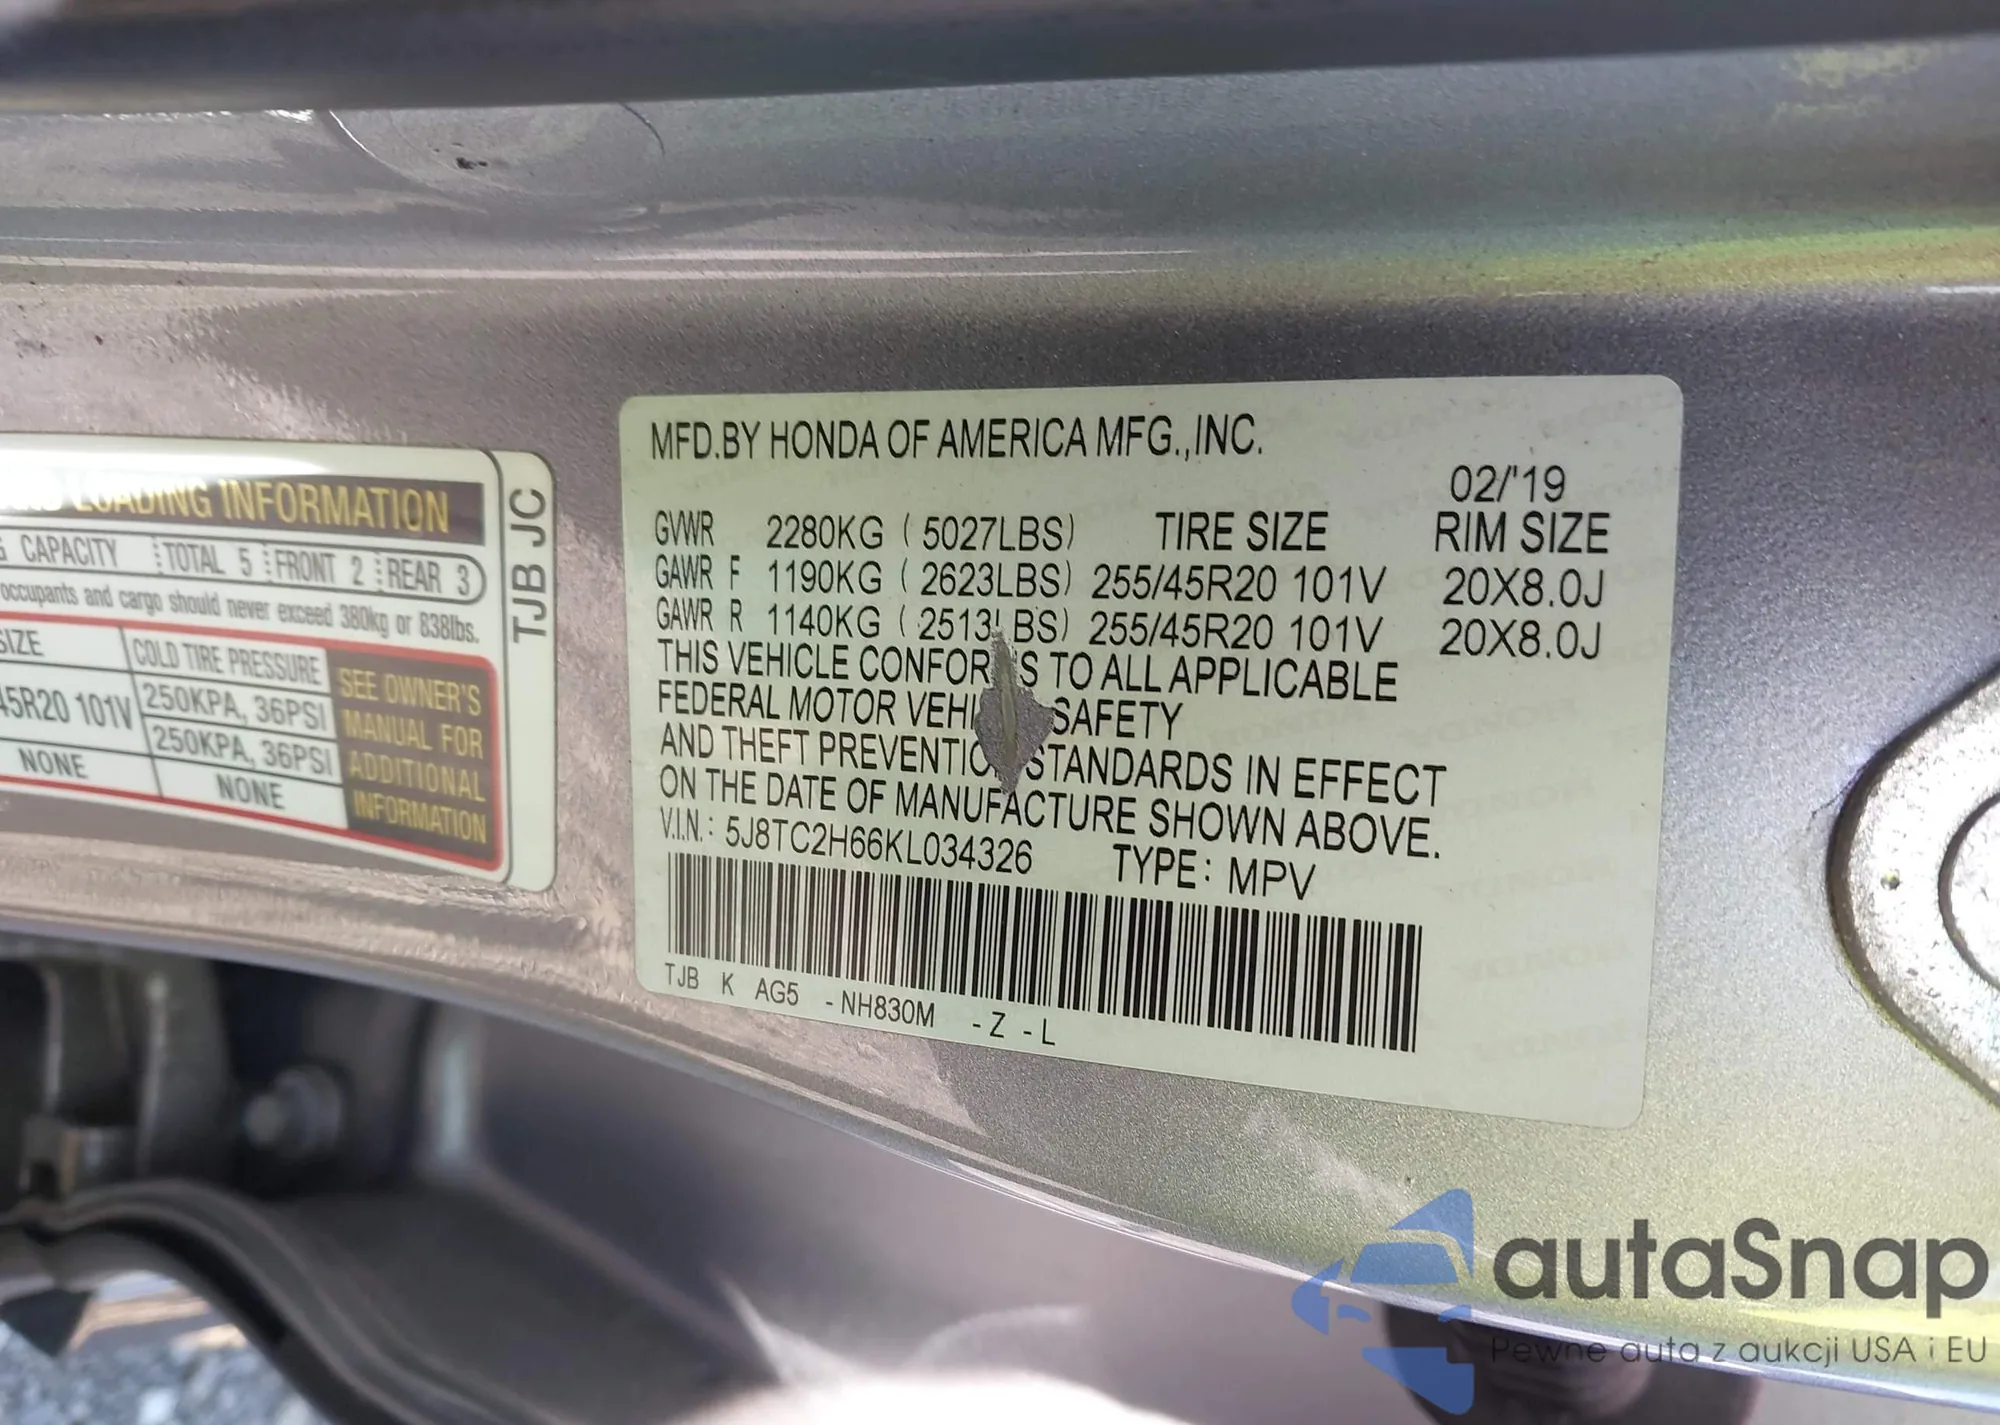 LOADING INFORMATION
CAPACITY TOTAL 5 FRONT 2 REAR 3
occupants and cargo should never exceed 380kg or 838lbs.
SIZE COLD TIRE PRESSURE
45R20 101V 250KPA, 36PSI
250KPA, 36PSI
NONE NONE
SEE OWNER'S
MANUAL FOR
ADDITIONAL
INFORMATION
TJB JC
MFD.BY HONDA OF AMERICA MFG.,INC.
02/'19
GVWR 2280KG ( 5027LBS) TIRE SIZE RIM SIZE
GAWR F 1190KG ( 2623LBS) 255/45R20 101V 20X8.0J
GAWR R 1140KG ( 2513LBS) 255/45R20 101V 20X8.0J
THIS VEHICLE CONFOR S TO ALL APPLICABLE
FEDERAL MOTOR VEHI SAFETY
AND THEFT PREVENTIO STANDARDS IN EFFECT
ON THE DATE OF MANUFACTURE SHOWN ABOVE.
V.I.N.: 5J8TC2H66KL034326 TYPE: MPV
TJB K AG5 -NH830M -Z -L
autaSnap
Pewne auta z aukcji USA i EU